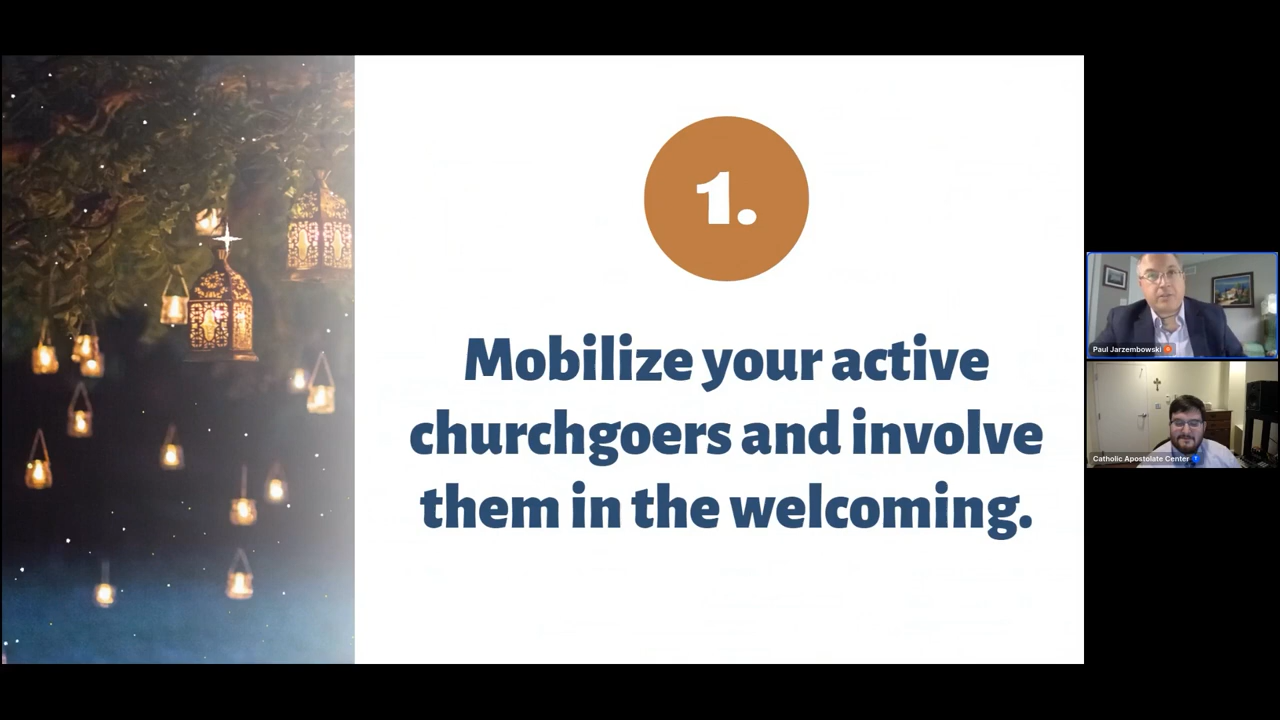 1.
Mobilize your active
churchgoers and involve
them in the welcoming.
Paul Jarzembowski
Catholic Apostolate Center